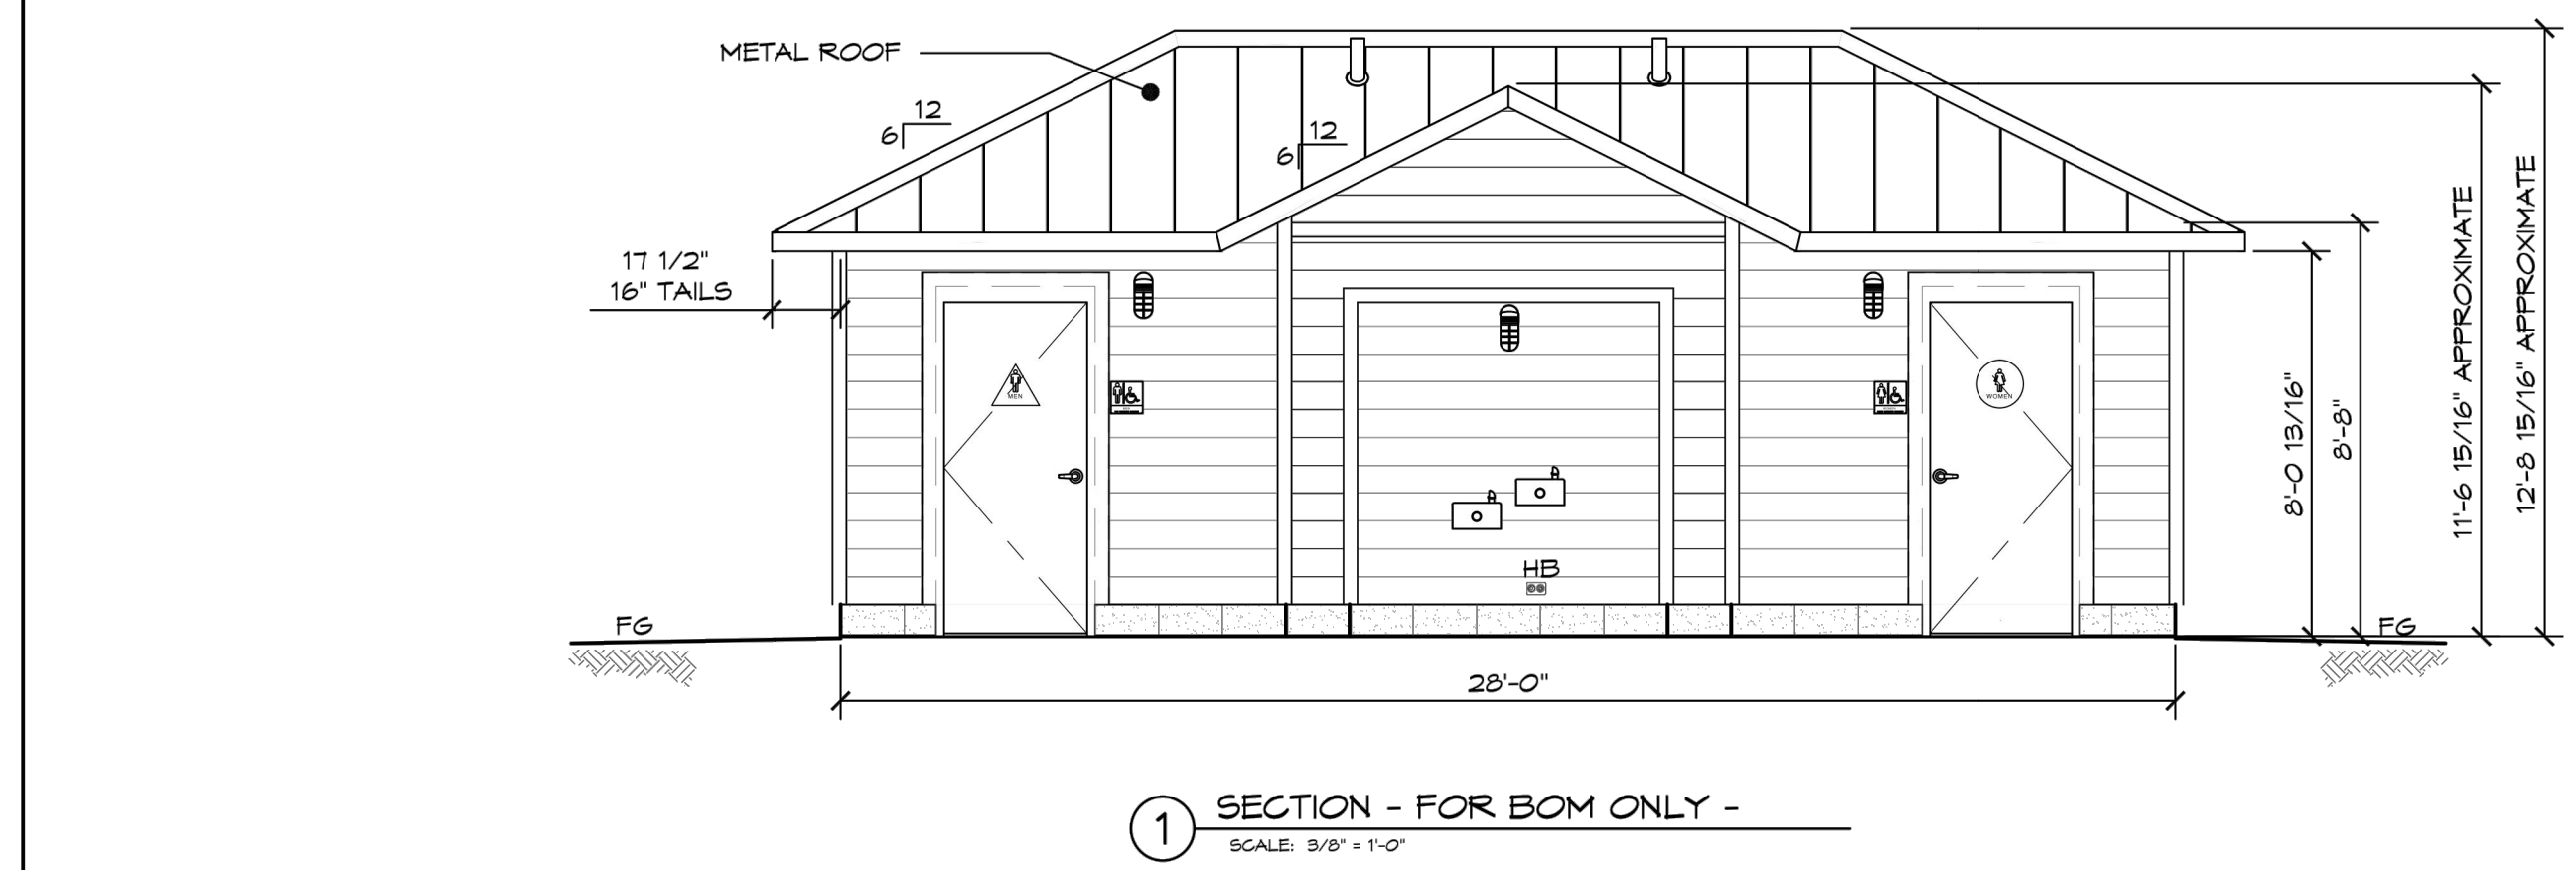 METAL ROOF
12
6
12
6
17 1/2"
16" TAILS
MEN
WOMEN
HB
FG
FG
28'-0"
8'-0 13/16"
8'-8"
11'-6 15/16" APPROXIMATE
12'-8 15/16" APPROXIMATE
1
SECTION - FOR BOM ONLY -
SCALE: 3/8" = 1'-0"